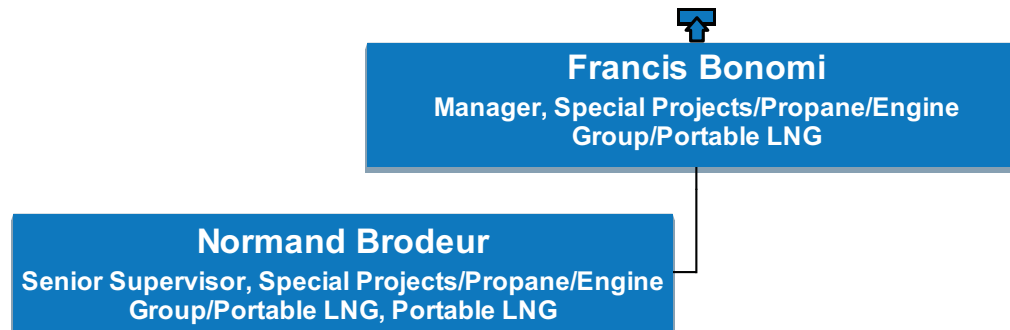 Francis Bonomi
Manager, Special Projects/Propane/Engine
Group/Portable LNG
Normand Brodeur
Senior Supervisor, Special Projects/Propane/Engine
Group/Portable LNG, Portable LNG